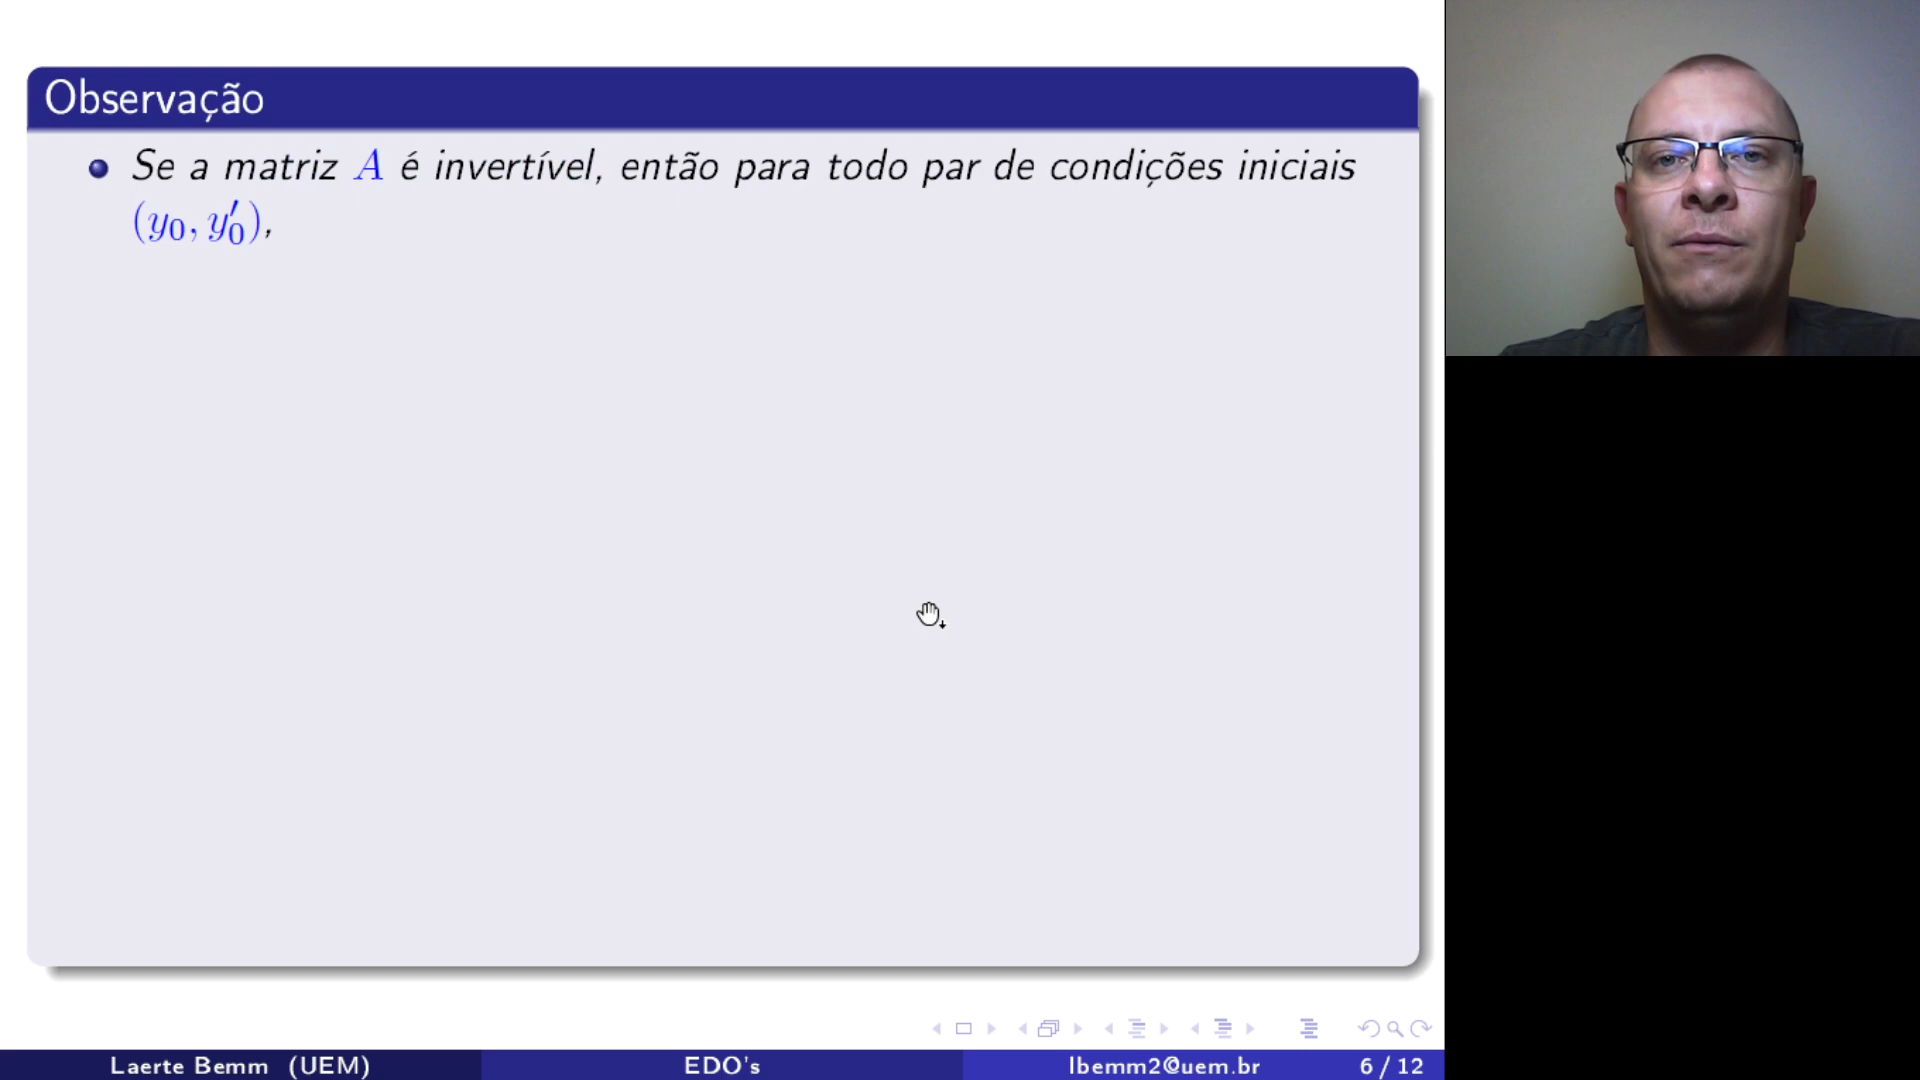 Observação
Se a matriz A é invertível, então para todo par de condições iniciais
(y₀, y′₀),
Laerte Bemm (UEM) EDO's lbemm2@uem.br 6 / 12